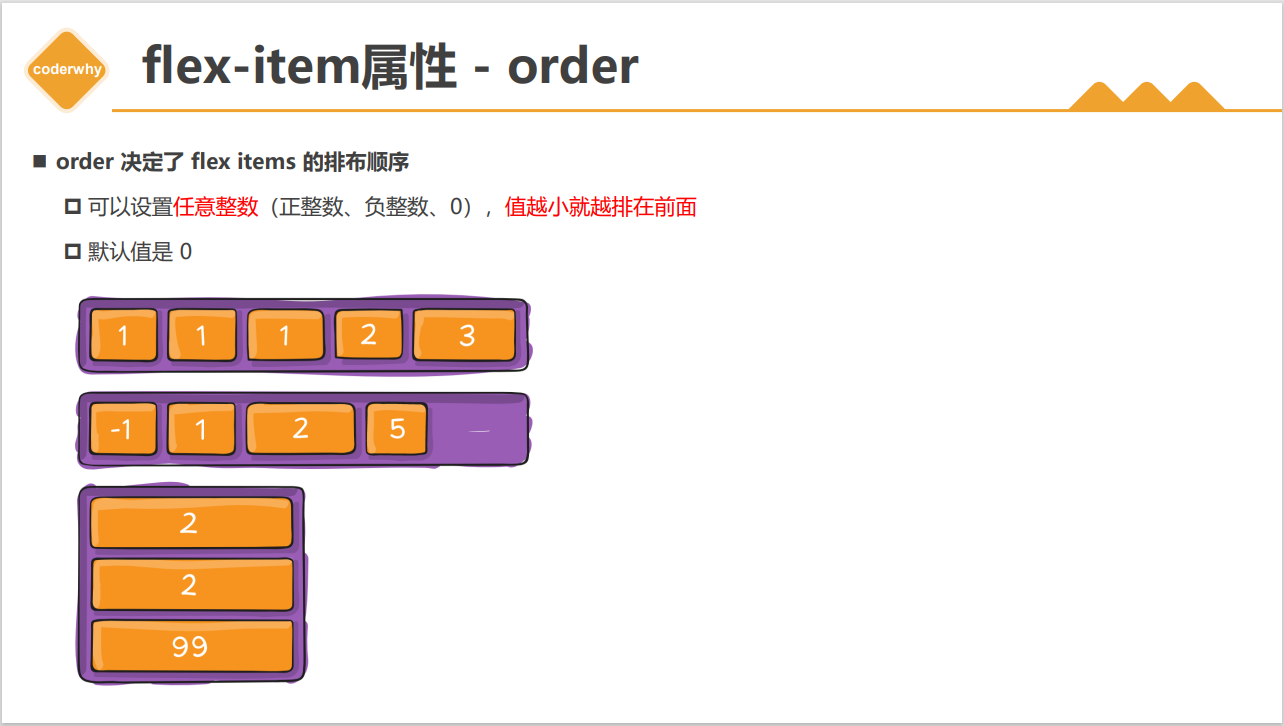 coderwhy
flex-item属性 - order
order 决定了 flex items 的排布顺序
可以设置任意整数（正整数、负整数、0），值越小就越排在前面
默认值是 0
1 1 1 2 3
-1 1 2 5
2
2
99